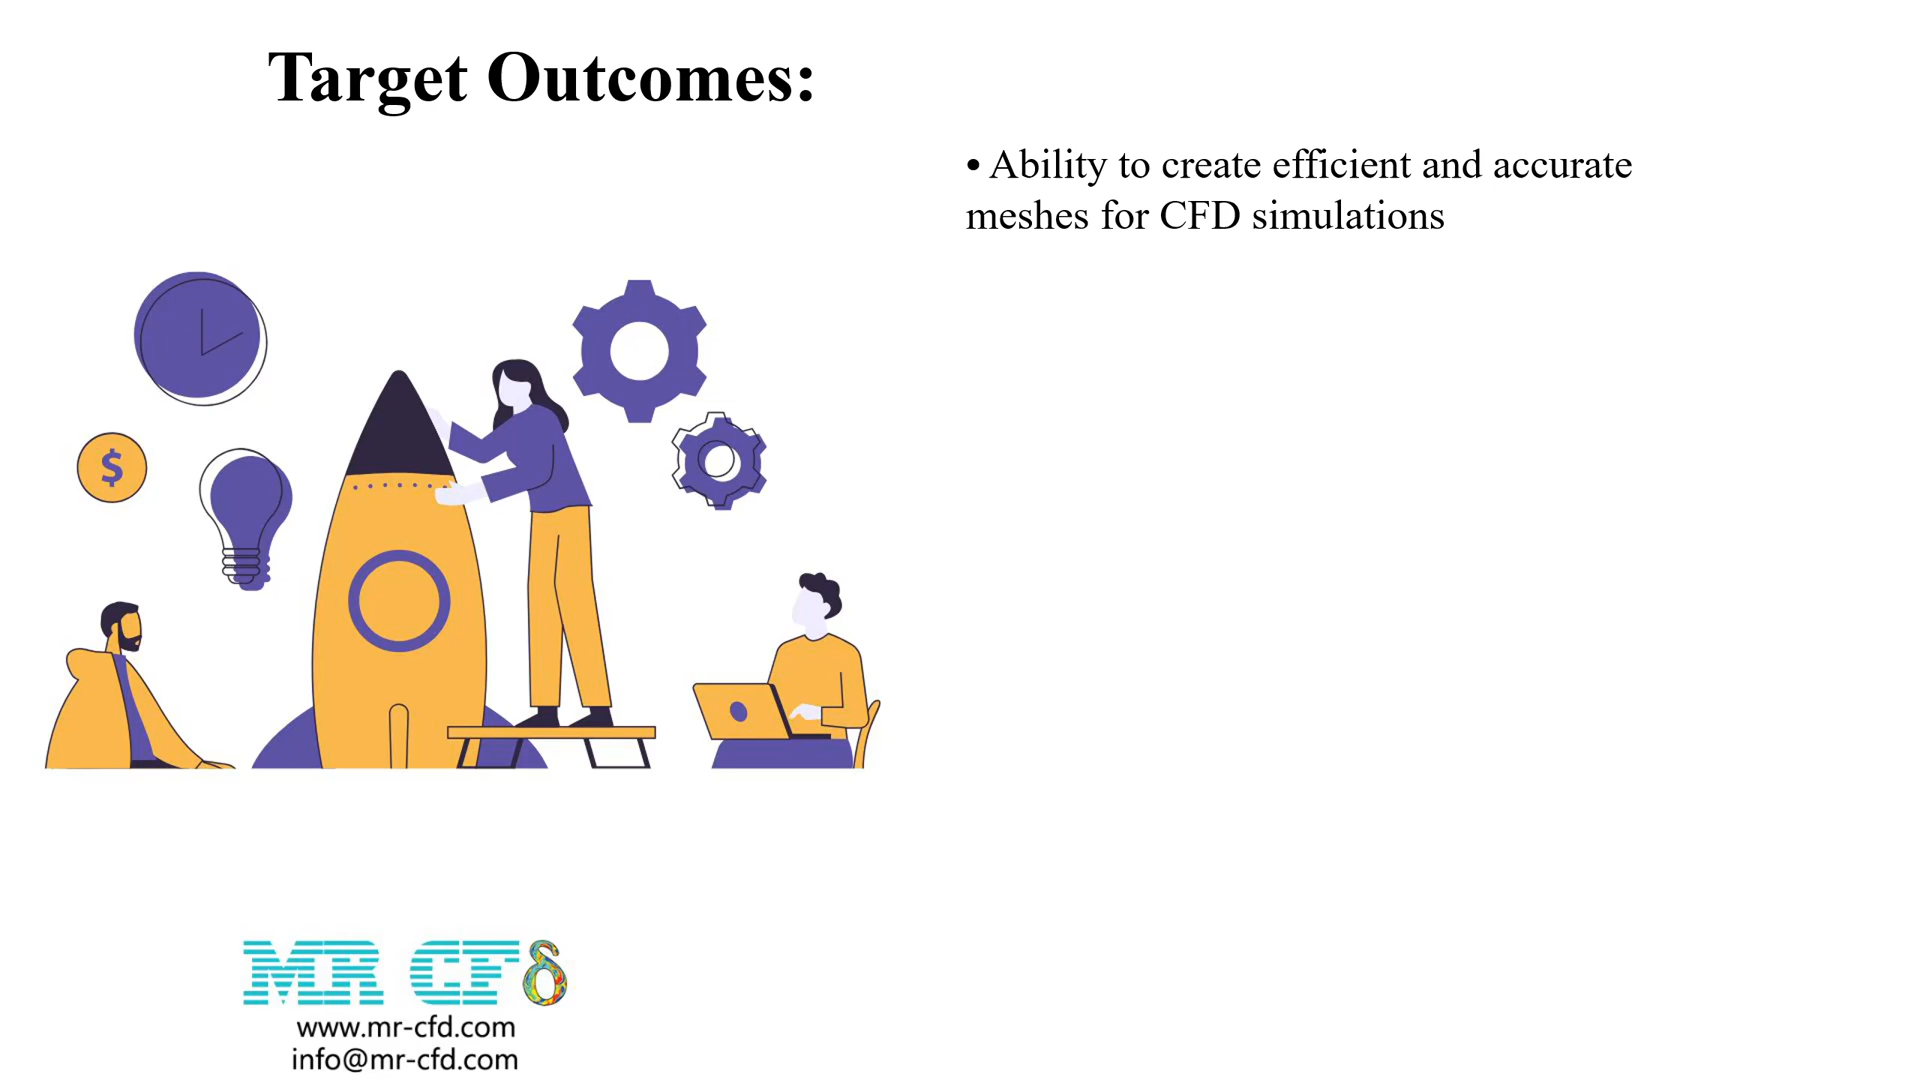 Target Outcomes:
• Ability to create efficient and accurate
meshes for CFD simulations
$
MR CFδ
www.mr-cfd.com
info@mr-cfd.com